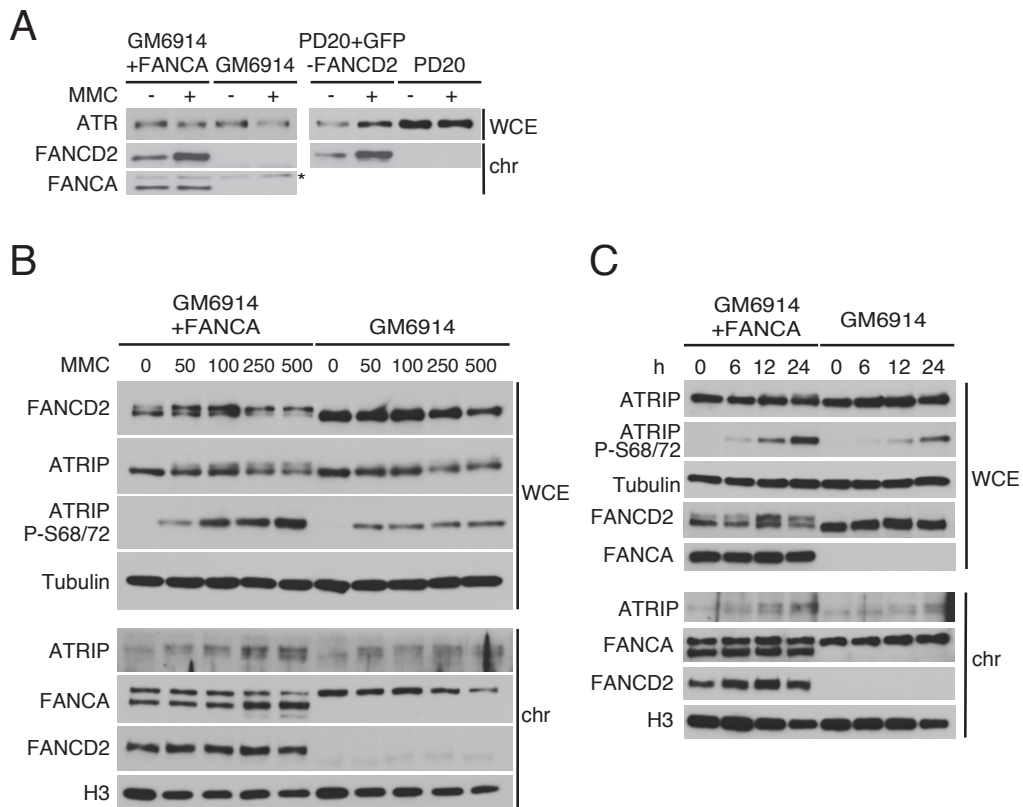 A
GM6914
+FANCA
GM6914
PD20+GFP
-FANCD2
PD20
MMC - + - + - + - +
ATR
WCE
FANCD2
chr
FANCA
*
B
GM6914
+FANCA
GM6914
MMC 0 50 100 250 500 0 50 100 250 500
FANCD2
ATRIP
WCE
ATRIP
P-S68/72
Tubulin
ATRIP
FANCA
chr
FANCD2
H3
C
GM6914
+FANCA
GM6914
h 0 6 12 24 0 6 12 24
ATRIP
ATRIP
P-S68/72
Tubulin
WCE
FANCD2
FANCA
ATRIP
FANCA
chr
FANCD2
H3